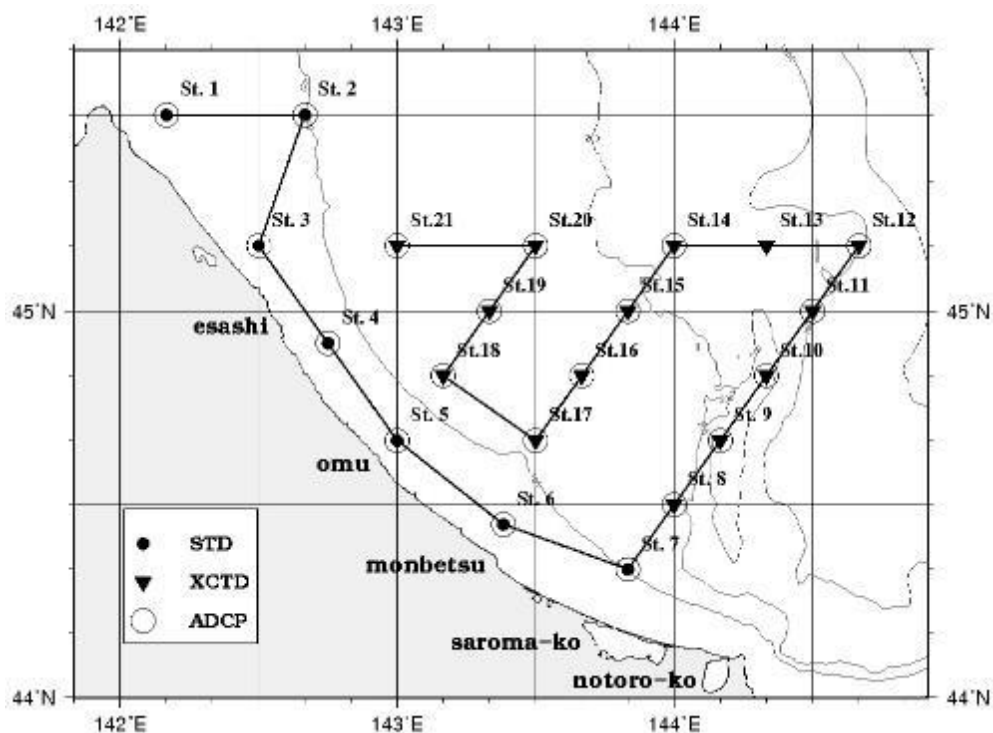 142°E 143°E 144°E
St. 1 St. 2
St. 3 St.21 St.20 St.14 St.13 St.12
St.19 St.15 St.11
45°N 45°N
esashi St. 4 St.18 St.16 St.10
St. 5 St.17 St. 9
omu
St. 8
St. 6
STD
monbetsu St. 7
XCTD
ADCP
saroma-ko
notoro-ko
44°N 44°N
142°E 143°E 144°E